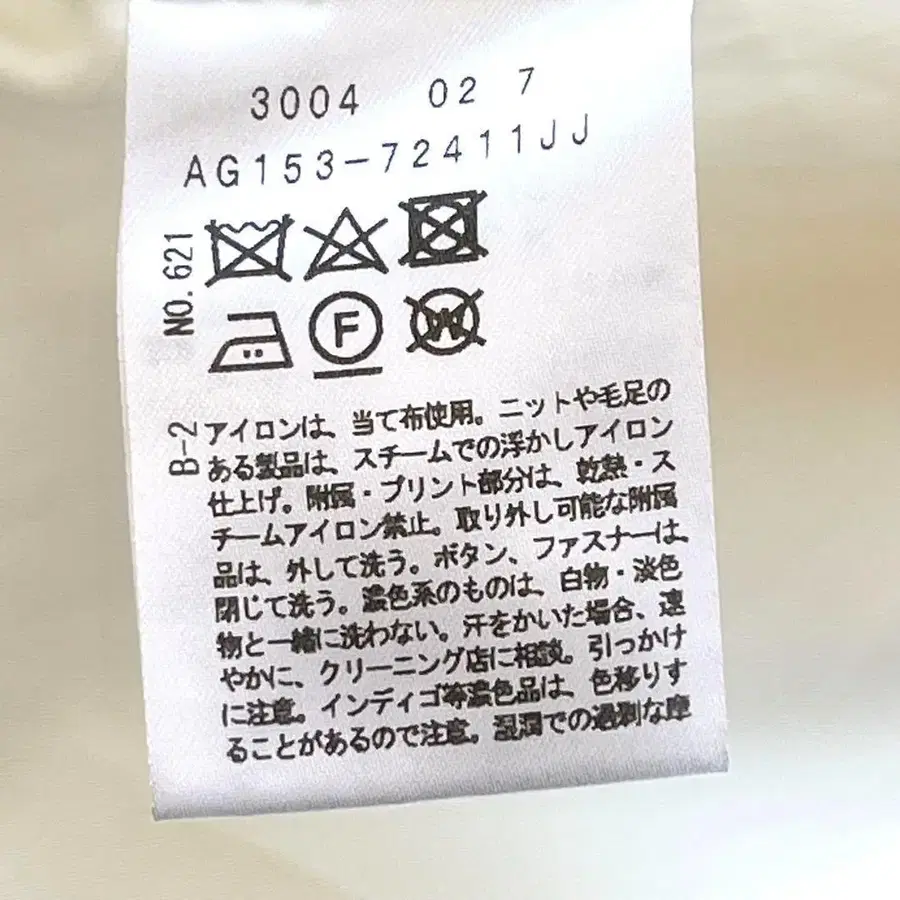 3004 02 7
AG153-72411JJ
NO.621
F
W
B-2
アイロンは、当て布使用。ニットや毛足の
ある製品は、スチームでの浮かしアイロン
仕上げ。附属・プリント部分は、乾熱・ス
チームアイロン禁止。取り外し可能な附属
品は、外して洗う。ボタン、ファスナーは、
閉じて洗う。濃色系のものは、白物・淡色
物と一緒に洗わない。汗をかいた場合、速
やかに、クリーニング店に相談。引っかけ
に注意。インディゴ等濃色品は、色移りす
ることがあるので注意。湿潤での過剰な摩